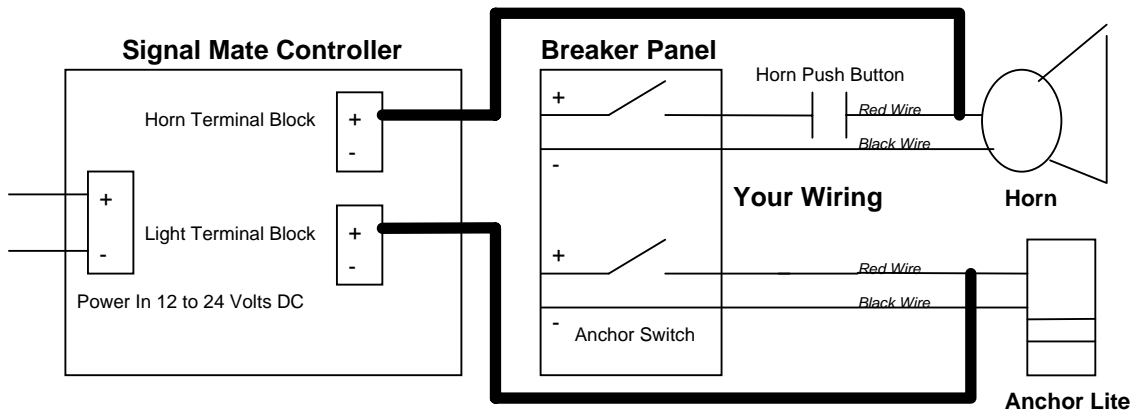 Signal Mate Controller
Horn Terminal Block
+
-
+
-
Light Terminal Block
+
-
Power In 12 to 24 Volts DC
Breaker Panel
+
-
Horn Push Button
Red Wire
Black Wire
Your Wiring
Horn
+
-
Anchor Switch
Red Wire
Black Wire
Anchor Lite